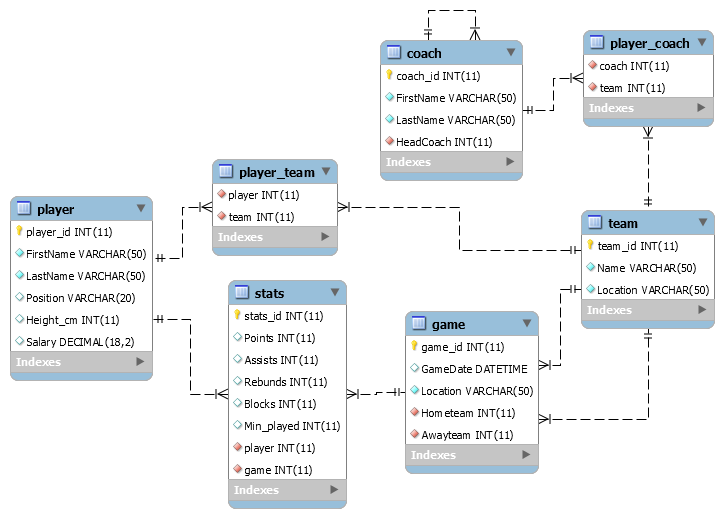 coach
coach_id INT(11)
FirstName VARCHAR(50)
LastName VARCHAR(50)
HeadCoach INT(11)
Indexes
player_coach
coach INT(11)
team INT(11)
Indexes
player_team
player INT(11)
team INT(11)
Indexes
player
player_id INT(11)
FirstName VARCHAR(50)
LastName VARCHAR(50)
Position VARCHAR(20)
Height_cm INT(11)
Salary DECIMAL(18,2)
Indexes
team
team_id INT(11)
Name VARCHAR(50)
Location VARCHAR(50)
Indexes
stats
stats_id INT(11)
Points INT(11)
Assists INT(11)
Rebunds INT(11)
Blocks INT(11)
Min_played INT(11)
player INT(11)
game INT(11)
Indexes
game
game_id INT(11)
GameDate DATETIME
Location VARCHAR(50)
Hometeam INT(11)
Awayteam INT(11)
Indexes